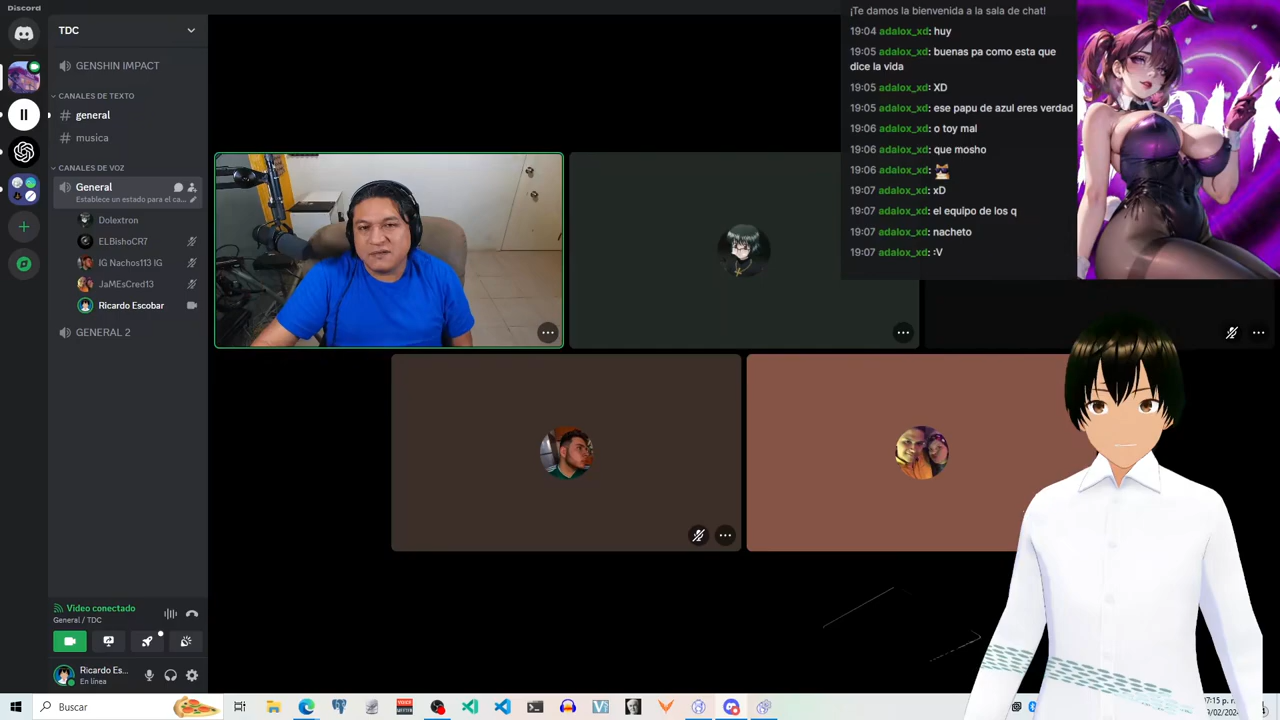 Discord
TDC
GENSHIN IMPACT
CANALES DE TEXTO
# general
# musica
CANALES DE VOZ
General
Establece un estado para el ca...
Dolextron
ELBishoCR7
IG Nachos113 IG
JaMEsCred13
Ricardo Escobar
GENERAL 2
Video conectado
General / TDC
Ricardo Es...
En línea
¡Te damos la bienvenida a la sala de chat!
19:04 adalox_xd: huy
19:05 adalox_xd: buenas pa como esta que
dice la vida
19:05 adalox_xd: XD
19:05 adalox_xd: ese papu de azul eres verdad
19:06 adalox_xd: o toy mal
19:06 adalox_xd: que mosho
19:06 adalox_xd:
19:07 adalox_xd: xD
19:07 adalox_xd: el equipo de los q
19:07 adalox_xd: nacheto
19:07 adalox_xd: :V
Buscar